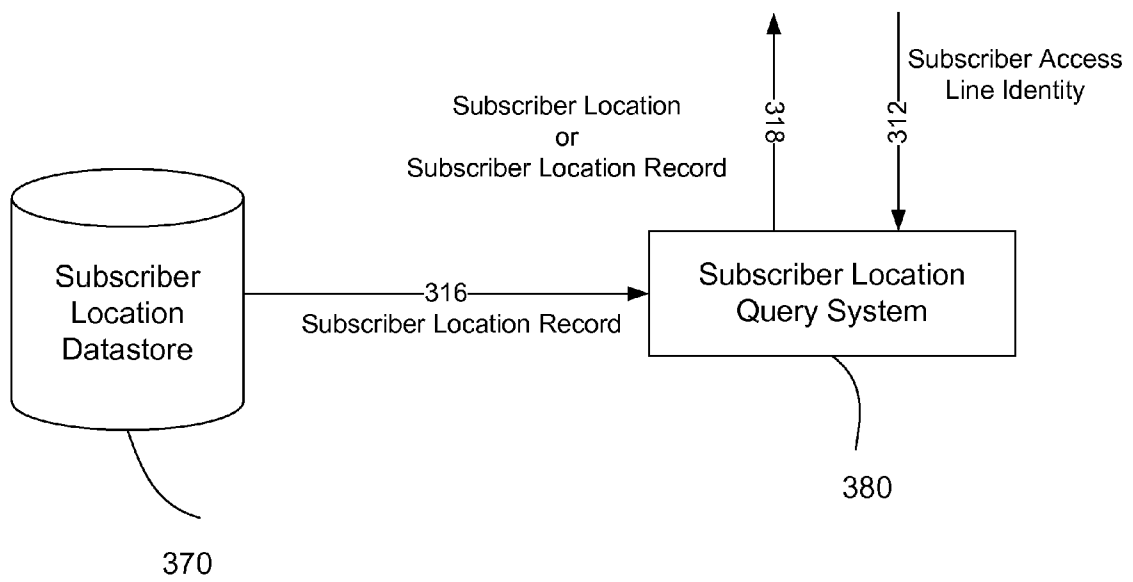 Subscriber Access
Line Identity
318
312
Subscriber Location
or
Subscriber Location Record
Subscriber
Location
Datastore
316
Subscriber Location Record
Subscriber Location
Query System
380
370